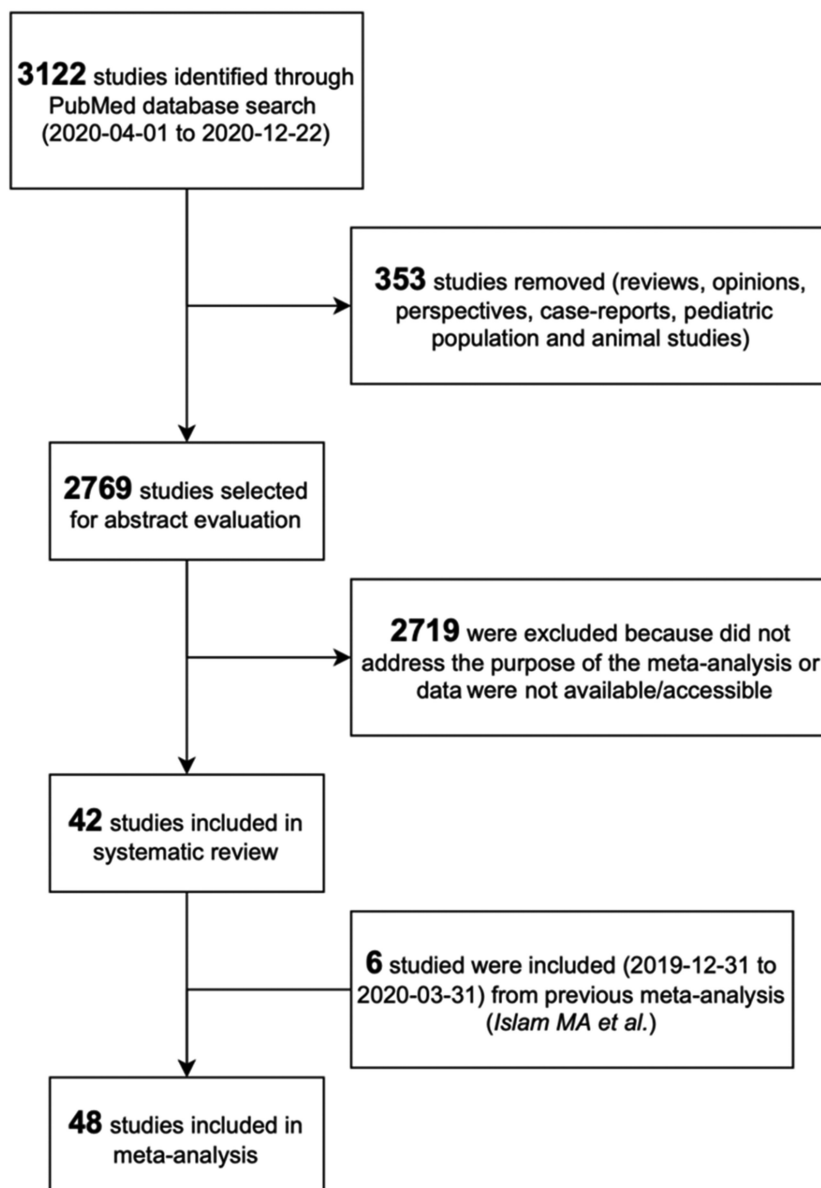 3122 studies identified through
PubMed database search
(2020-04-01 to 2020-12-22)
353 studies removed (reviews, opinions,
perspectives, case-reports, pediatric
population and animal studies)
2769 studies selected
for abstract evaluation
2719 were excluded because did not
address the purpose of the meta-analysis or
data were not available/accessible
42 studies included in
systematic review
6 studied were included (2019-12-31 to
2020-03-31) from previous meta-analysis
(Islam MA et al.)
48 studies included in
meta-analysis